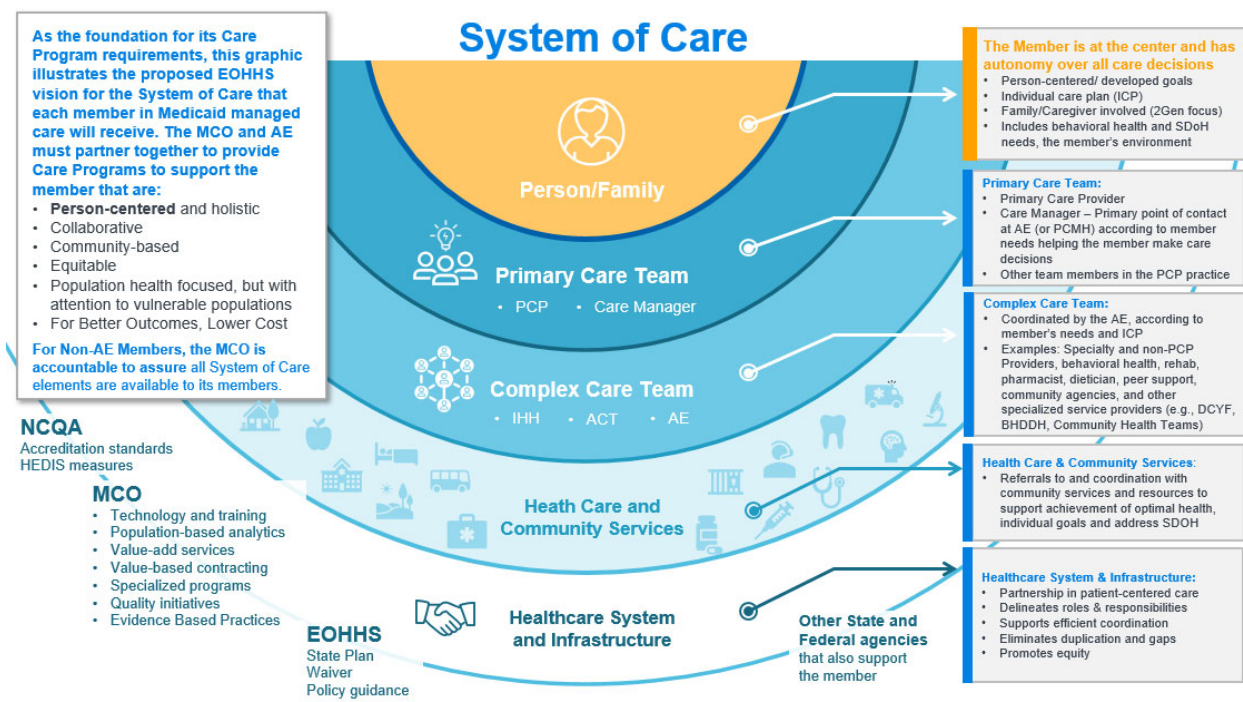 System of Care
As the foundation for its Care
Program requirements, this graphic
illustrates the proposed EOHHS
vision for the System of Care that
each member in Medicaid managed
care will receive. The MCO and AE
must partner together to provide
Care Programs to support the
member that are:
• Person-centered and holistic
• Collaborative
• Community-based
• Equitable
• Population health focused, but with
attention to vulnerable populations
• For Better Outcomes, Lower Cost
For Non-AE Members, the MCO is
accountable to assure all System of Care
elements are available to its members.
Person/Family
Primary Care Team
• PCP • Care Manager
Complex Care Team
• IHH • ACT • AE
Heath Care and
Community Services
Healthcare System
and Infrastructure
NCQA
Accreditation standards
HEDIS measures
MCO
• Technology and training
• Population-based analytics
• Value-add services
• Value-based contracting
• Specialized programs
• Quality initiatives
• Evidence Based Practices
EOHHS
State Plan
Waiver
Policy guidance
Other State and
Federal agencies
that also support
the member
The Member is at the center and has
autonomy over all care decisions
• Person-centered/ developed goals
• Individual care plan (ICP)
• Family/Caregiver involved (2Gen focus)
• Includes behavioral health and SDoH
needs, the member's environment
Primary Care Team:
• Primary Care Provider
• Care Manager – Primary point of contact
at AE (or PCMH) according to member
needs helping the member make care
decisions
• Other team members in the PCP practice
Complex Care Team:
• Coordinated by the AE, according to
member's needs and ICP
• Examples: Specialty and non-PCP
Providers, behavioral health, rehab,
pharmacist, dietician, peer support,
community agencies, and other
specialized service providers (e.g., DCYF,
BHDDH, Community Health Teams)
Health Care & Community Services:
• Referrals to and coordination with
community services and resources to
support achievement of optimal health,
individual goals and address SDOH
Healthcare System & Infrastructure:
• Partnership in patient-centered care
• Delineates roles & responsibilities
• Supports efficient coordination
• Eliminates duplication and gaps
• Promotes equity